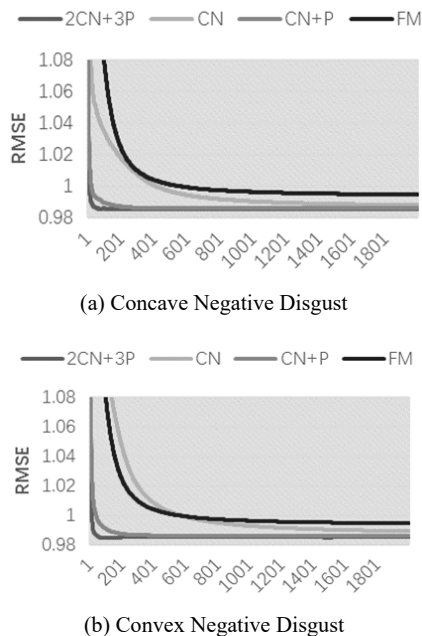 2CN+3P CN CN+P FM
1.08
1.06
1.04
1.02
1
0.98
RMSE
1 201 401 601 801 1001 1201 1401 1601 1801
(a) Concave Negative Disgust
2CN+3P CN CN+P FM
1.08
1.06
1.04
1.02
1
0.98
RMSE
1 201 401 601 801 1001 1201 1401 1601 1801
(b) Convex Negative Disgust